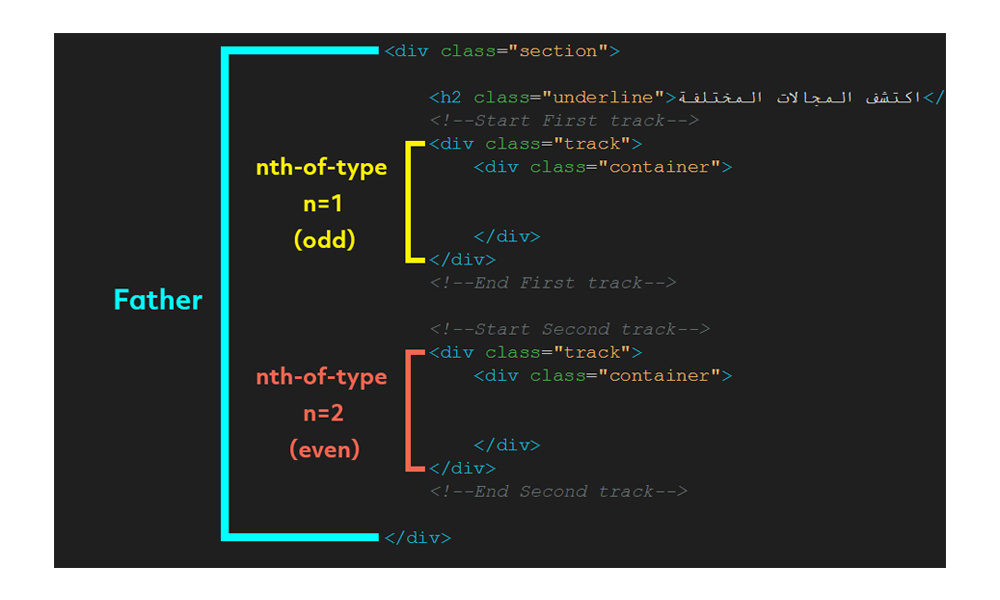 <div class="section">
<h2 class="underline">اكتشف المجالات المختلفة</
<!--Start First track-->
<div class="track">
<div class="container">
</div>
</div>
<!--End First track-->
<!--Start Second track-->
<div class="track">
<div class="container">
</div>
</div>
<!--End Second track-->
</div>
Father
nth-of-type
n=1
(odd)
nth-of-type
n=2
(even)